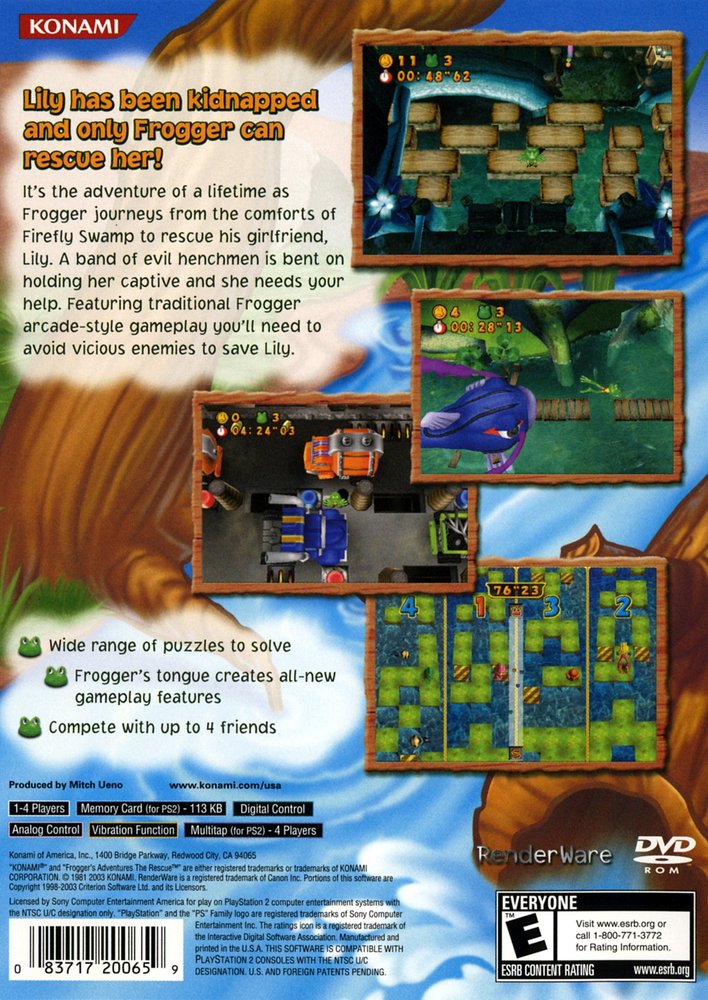 KONAMI
Lily has been kidnapped
and only Frogger can
rescue her!
It's the adventure of a lifetime as
Frogger journeys from the comforts of
Firefly Swamp to rescue his girlfriend,
Lily. A band of evil henchmen is bent on
holding her captive and she needs your
help. Featuring traditional Frogger
arcade-style gameplay you'll need to
avoid vicious enemies to save Lily.
11 3
00:48"62
4 3
00:28"13
0 3
04:24"03
76"23
4 1 3 2
Wide range of puzzles to solve
Frogger's tongue creates all-new
gameplay features
Compete with up to 4 friends
Produced by Mitch Ueno www.konami.com/usa
1-4 Players Memory Card (for PS2) - 113 KB Digital Control
Analog Control Vibration Function Multitap (for PS2) - 4 Players
Konami of America, Inc., 1400 Bridge Parkway, Redwood City, CA 94065
"KONAMI®" and "Frogger's Adventures The Rescue™" are either registered trademarks or trademarks of KONAMI
CORPORATION. © 1981 2003 KONAMI. RenderWare is a registered trademark of Canon Inc. Portions of this software are
Copyright 1998-2003 Criterion Software Ltd. and its Licensors.
Licensed by Sony Computer Entertainment America for play on PlayStation 2 computer entertainment systems with
the NTSC U/C designation only. "PlayStation" and the "PS" Family logo are registered trademarks of Sony Computer
Entertainment Inc. The ratings icon is a registered trademark of
the Interactive Digital Software Association. Manufactured and
printed in the U.S.A. THIS SOFTWARE IS COMPATIBLE WITH
PLAYSTATION 2 CONSOLES WITH THE NTSC U/C
DESIGNATION. U.S. AND FOREIGN PATENTS PENDING.
0 83717 20065 9
RenderWare
DVD
ROM
EVERYONE
E
™
Visit www.esrb.org or
call 1-800-771-3772
for Rating Information.
ESRB CONTENT RATING www.esrb.org